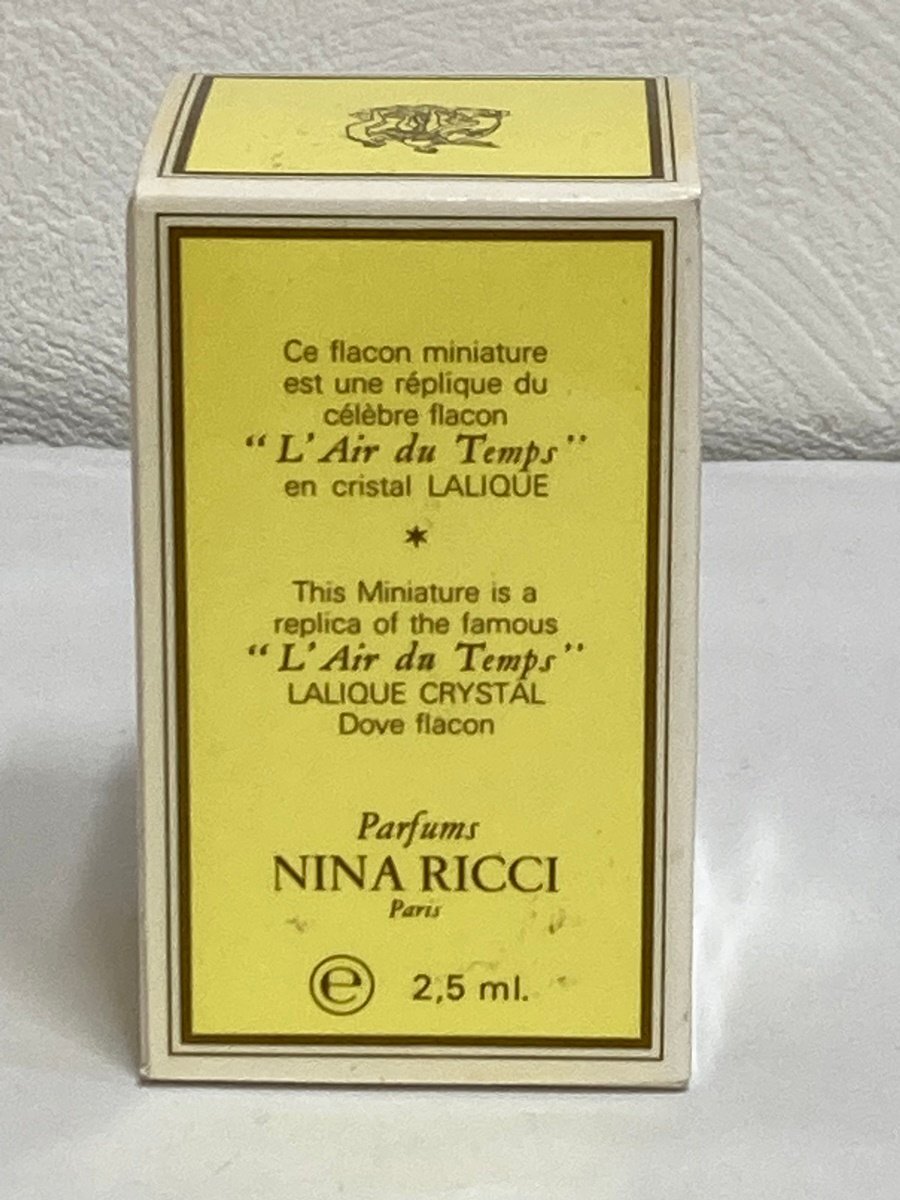 Ce flacon miniature
est une réplique du
célèbre flacon
“L'Air du Temps”
en cristal LALIQUE
*
This Miniature is a
replica of the famous
“L'Air du Temps”
LALIQUE CRYSTAL
Dove flacon
Parfums
NINA RICCI
Paris
℮ 2,5 ml.